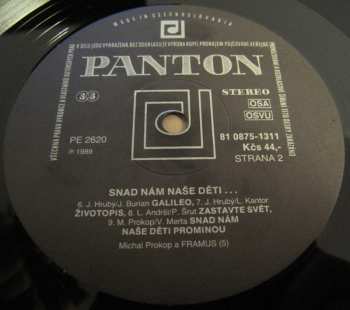 MADE IN CZECHOSLOVAKIA
PANTON
33
STEREO
OSA
OSVU
PE 2620
℗ 1989
81 0875-1311
Kčs 44,-
STRANA 2
SNAD NÁM NAŠE DĚTI . . .
6. J. Hrubý/J. Burian GALILEO, 7. J. Hrubý/L. Kantor
ŽIVOTOPIS, 8. L. Andršt/P. Šrut ZASTAVTE SVĚT,
9. M. Prokop/V. Merta SNAD NÁM
NAŠE DĚTI PROMINOU
Michal Prokop a FRAMUS (5)